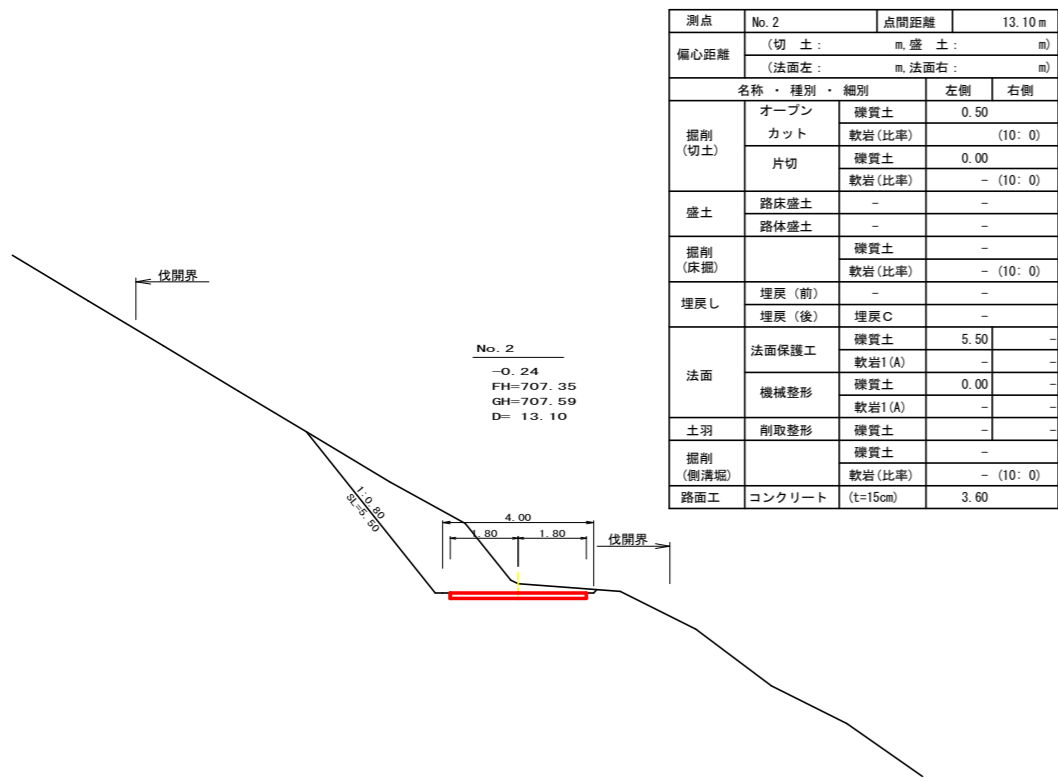 測点 No.2 点間距離 13.10m
偏心距離 (切 土: m,盛 土: m)
(法面左: m,法面右: m)
名称 ・ 種別 ・ 細別 左側 右側
掘削(切土) オープンカット 礫質土 0.50
軟岩(比率) (10: 0)
片切 礫質土 0.00
軟岩(比率) - (10: 0)
盛土 路床盛土 - -
路体盛土 - -
掘削(床掘) 礫質土 -
軟岩(比率) - (10: 0)
埋戻し 埋戻(前) - -
埋戻(後) 埋戻C -
法面 法面保護工 礫質土 5.50 -
軟岩1(A) - -
機械整形 礫質土 0.00 -
軟岩1(A) - -
土羽 削取整形 礫質土 - -
掘削(側溝堀) 礫質土 -
軟岩(比率) - (10: 0)
路面工 コンクリート (t=15cm) 3.60
伐開界
No.2
-0.24
FH=707.35
GH=707.59
D= 13.10
1:0.80
SL=5.50
4.00
1.80 1.80
伐開界